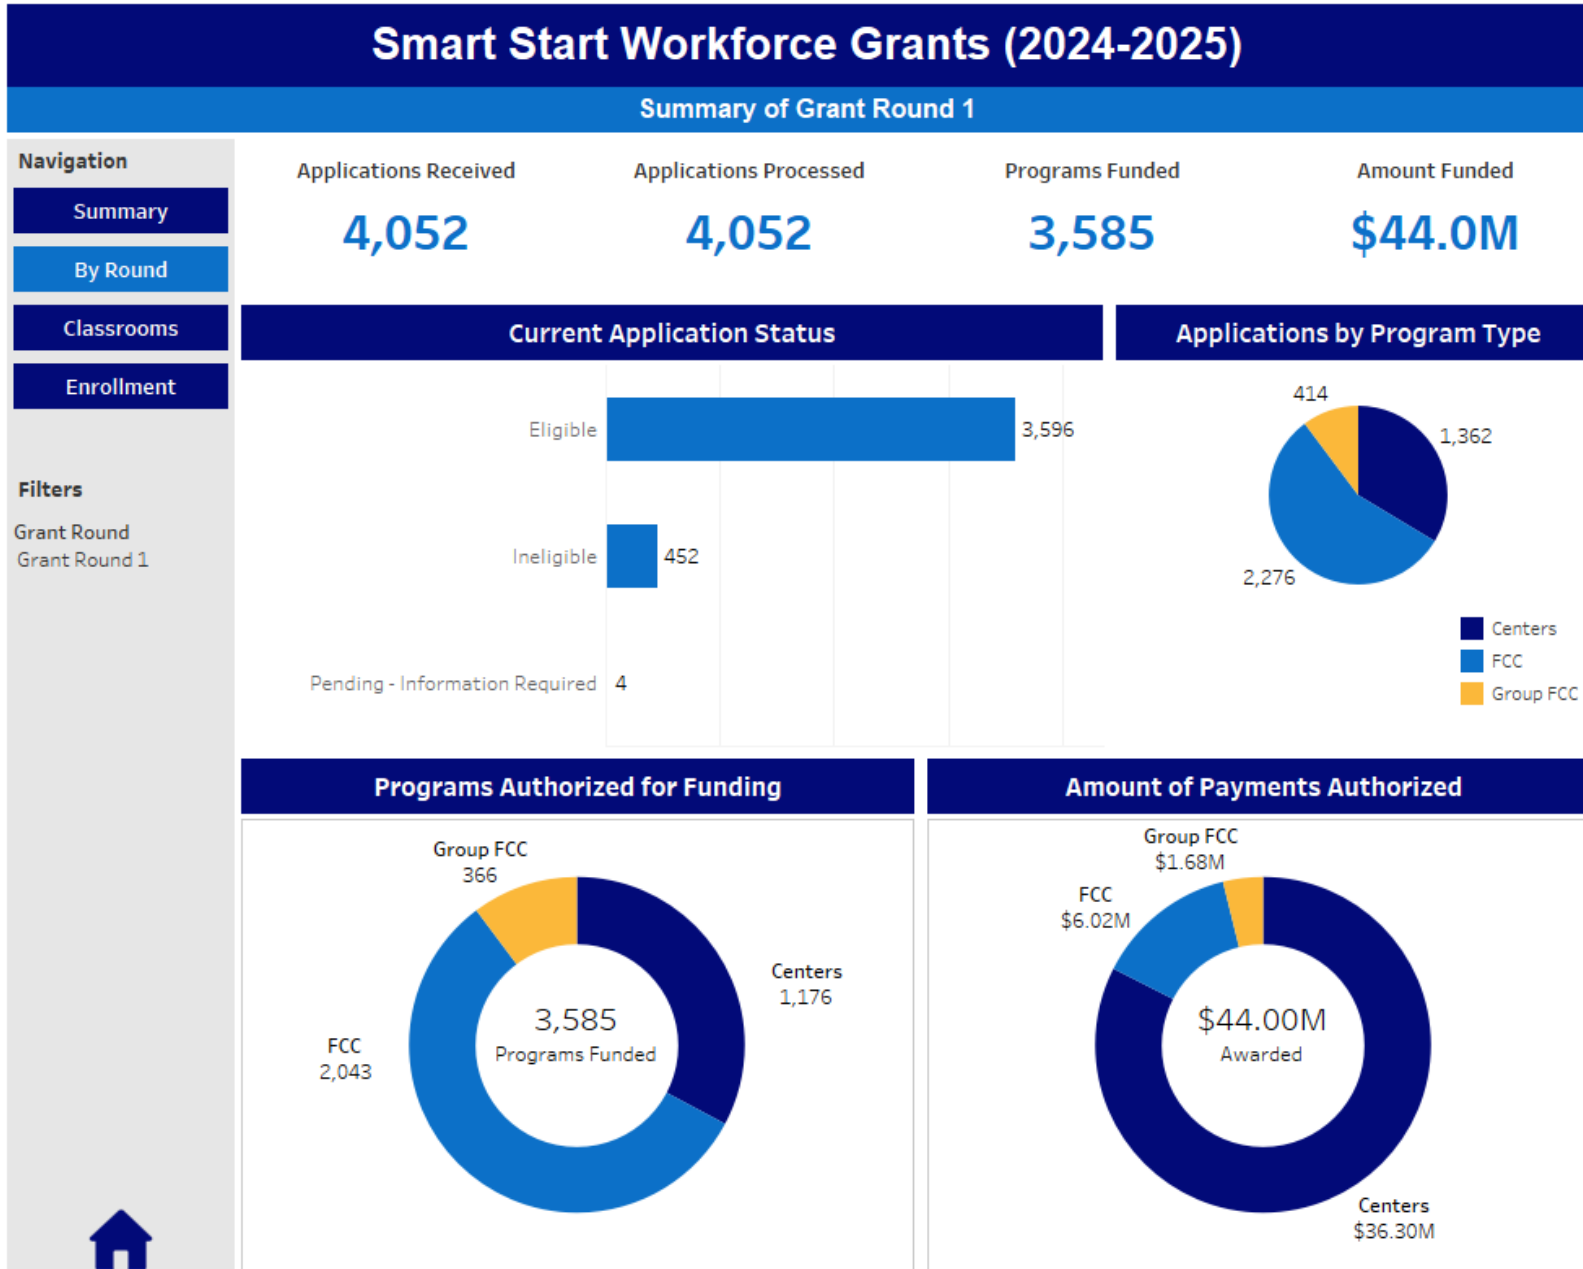 Smart Start Workforce Grants (2024-2025)
Summary of Grant Round 1
Navigation
Summary
By Round
Classrooms
Enrollment
Filters
Grant Round
Grant Round 1
Applications Received
4,052
Applications Processed
4,052
Programs Funded
3,585
Amount Funded
$44.0M
Current Application Status
Eligible
3,596
Ineligible
452
Pending - Information Required
4
Applications by Program Type
414
1,362
2,276
Centers
FCC
Group FCC
Programs Authorized for Funding
Group FCC
366
Centers
1,176
3,585
Programs Funded
FCC
2,043
Amount of Payments Authorized
Group FCC
$1.68M
FCC
$6.02M
$44.00M
Awarded
Centers
$36.30M